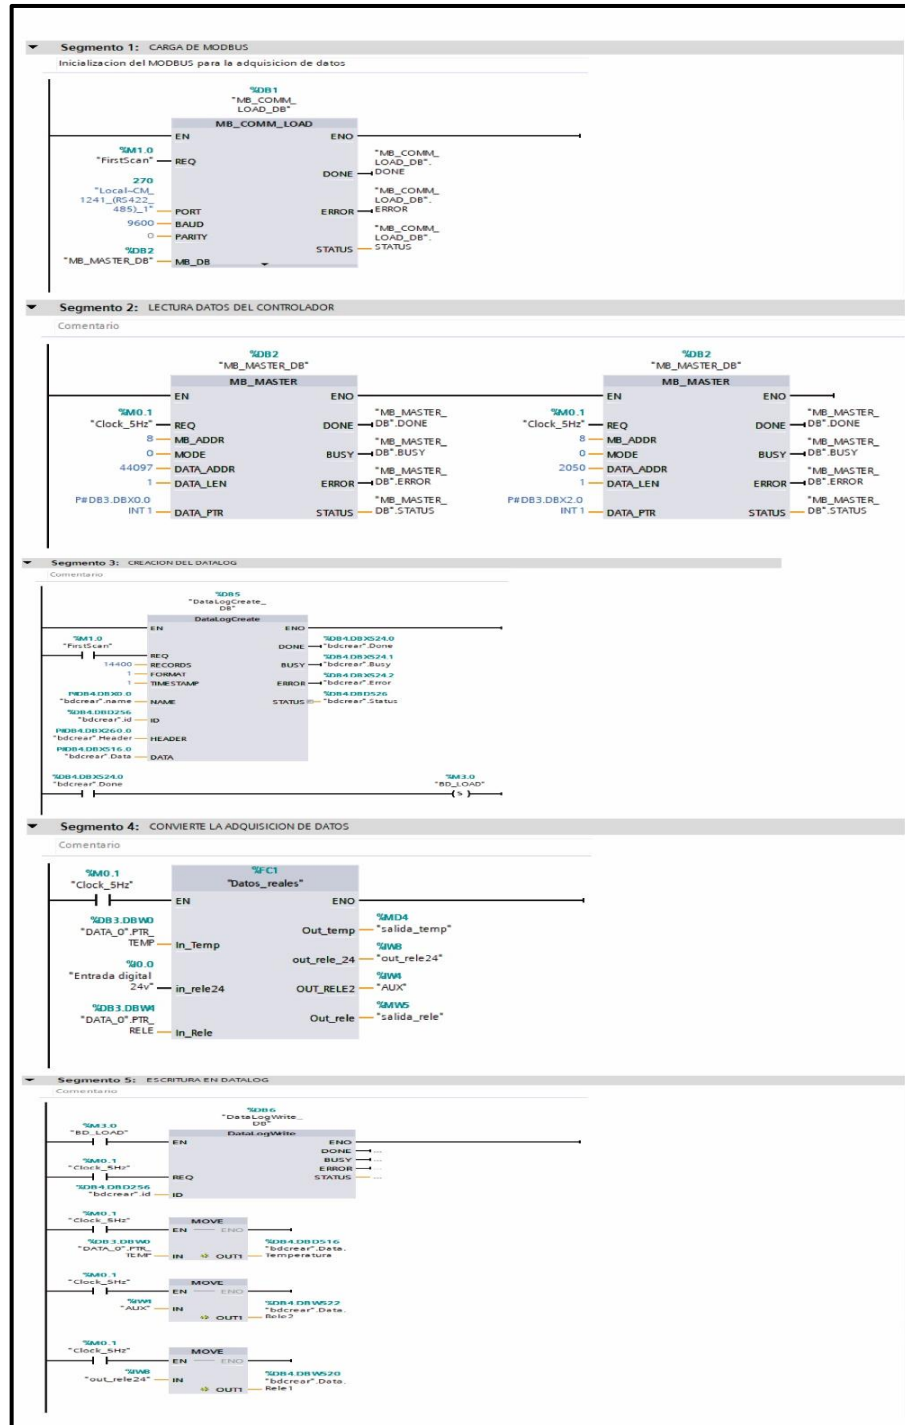 Segmento 1: CARGA DE MODBUS
Inicializacion del MODBUS para la adquisicion de datos
%DB1
"MB_COMM_
LOAD_DB"
MB_COMM_LOAD
EN ENO
%M1.0
"FirstScan" REQ
"MB_COMM_
LOAD_DB".
DONE DONE
270
"Local~CM_
1241_(RS422_
485)_1" PORT
"MB_COMM_
LOAD_DB".
ERROR ERROR
9600 BAUD
0 PARITY
"MB_COMM_
LOAD_DB".
STATUS STATUS
%DB2
"MB_MASTER_DB" MB_DB
Segmento 2: LECTURA DATOS DEL CONTROLADOR
Comentario
%DB2
"MB_MASTER_DB"
MB_MASTER
EN ENO
%M0.1
"Clock_5Hz" REQ
8 MB_ADDR
0 MODE
44097 DATA_ADDR
1 DATA_LEN
P#DB3.DBX0.0
INT 1 DATA_PTR
"MB_MASTER_
DONE DB".DONE
"MB_MASTER_
BUSY DB".BUSY
"MB_MASTER_
ERROR DB".ERROR
"MB_MASTER_
STATUS DB".STATUS
%DB2
"MB_MASTER_DB"
MB_MASTER
EN ENO
%M0.1
"Clock_5Hz" REQ
8 MB_ADDR
0 MODE
2050 DATA_ADDR
1 DATA_LEN
P#DB3.DBX2.0
INT 1 DATA_PTR
"MB_MASTER_
DONE DB".DONE
"MB_MASTER_
BUSY DB".BUSY
"MB_MASTER_
ERROR DB".ERROR
"MB_MASTER_
STATUS DB".STATUS
Segmento 3: CREACION DEL DATALOG
Comentario
%DB5
"DataLogCreate_
DB"
DataLogCreate
EN ENO
%M1.0
"FirstScan"
REQ
14400 RECORDS
1 FORMAT
1 TIMESTAMP
P#DB4.DBX0.0
"bdcrear".name NAME
%DB4.DBD256
"bdcrear".id ID
P#DB4.DBX260.0
"bdcrear".Header HEADER
P#DB4.DBX516.0
"bdcrear".Data DATA
%DB4.DBX524.0
DONE "bdcrear".Done
%DB4.DBX524.1
BUSY "bdcrear".Busy
%DB4.DBX524.2
ERROR "bdcrear".Error
%DB4.DBD526
STATUS "bdcrear".Status
%DB4.DBX524.0
"bdcrear".Done
%M3.0
"BD_LOAD"
S
Segmento 4: CONVIERTE LA ADQUISICION DE DATOS
Comentario
%M0.1
"Clock_5Hz"
%FC1
"Datos_reales"
EN ENO
%DB3.DBW0
"DATA_0".PTR_
TEMP In_Temp
%I0.0
"Entrada digital
24v" in_rele24
%DB3.DBW4
"DATA_0".PTR_
RELE In_Rele
%MD4
Out_temp "salida_temp"
%IW8
out_rele_24 "out_rele24"
%IW4
OUT_RELE2 "AUX"
%MW5
Out_rele "salida_rele"
Segmento 5: ESCRITURA EN DATALOG
Comentario
%DB6
"DataLogWrite_
DB"
%M3.0
"BD_LOAD"
DataLogWrite
EN ENO
DONE ...
BUSY ...
ERROR ...
STATUS ...
%M0.1
"Clock_5Hz"
REQ
%DB4.DBD256
"bdcrear".id ID
%M0.1
"Clock_5Hz"
MOVE
EN ENO
%DB3.DBW0
"DATA_0".PTR_
TEMP IN
%DB4.DBD516
"bdcrear".Data.
OUT1 Temperatura
%M0.1
"Clock_5Hz"
MOVE
EN ENO
%IW4
"AUX" IN
%DB4.DBW522
"bdcrear".Data.
OUT1 Rele2
%M0.1
"Clock_5Hz"
MOVE
EN ENO
%IW8
"out_rele24" IN
%DB4.DBW520
"bdcrear".Data.
OUT1 Rele1